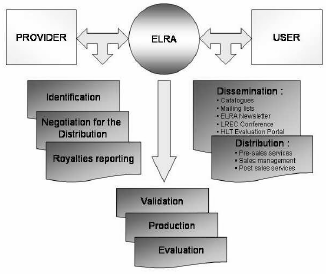 PROVIDER
ELRA
USER
Identification
Negotiation for the
Distribution
Royalties reporting
Dissemination :
• Catalogues
• Mailing lists
• ELRA Newsletter
• LREC Conference
• HLT Evaluation Portal
Distribution :
• Pre-sales services
• Sales management
• Post sales services
Validation
Production
Evaluation